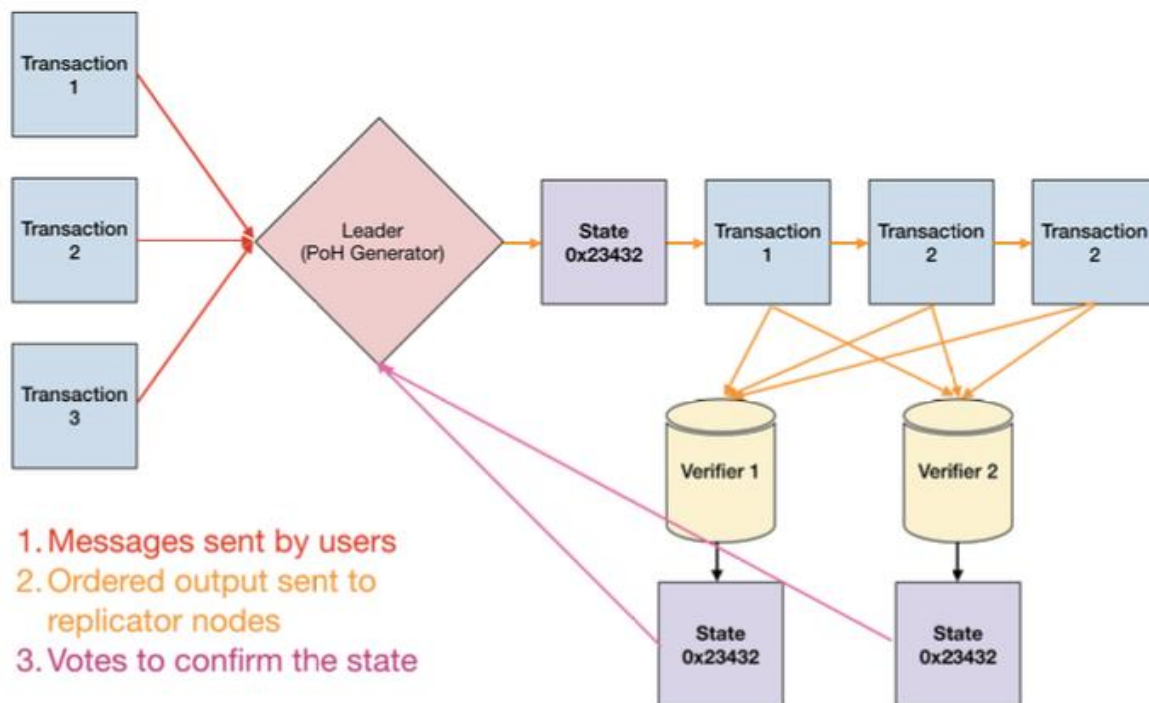 Transaction
1
Transaction
2
Transaction
3
Leader
(PoH Generator)
State
0x23432
Transaction
1
Transaction
2
Transaction
2
Verifier 1
Verifier 2
State
0x23432
State
0x23432
1. Messages sent by users
2. Ordered output sent to
replicator nodes
3. Votes to confirm the state